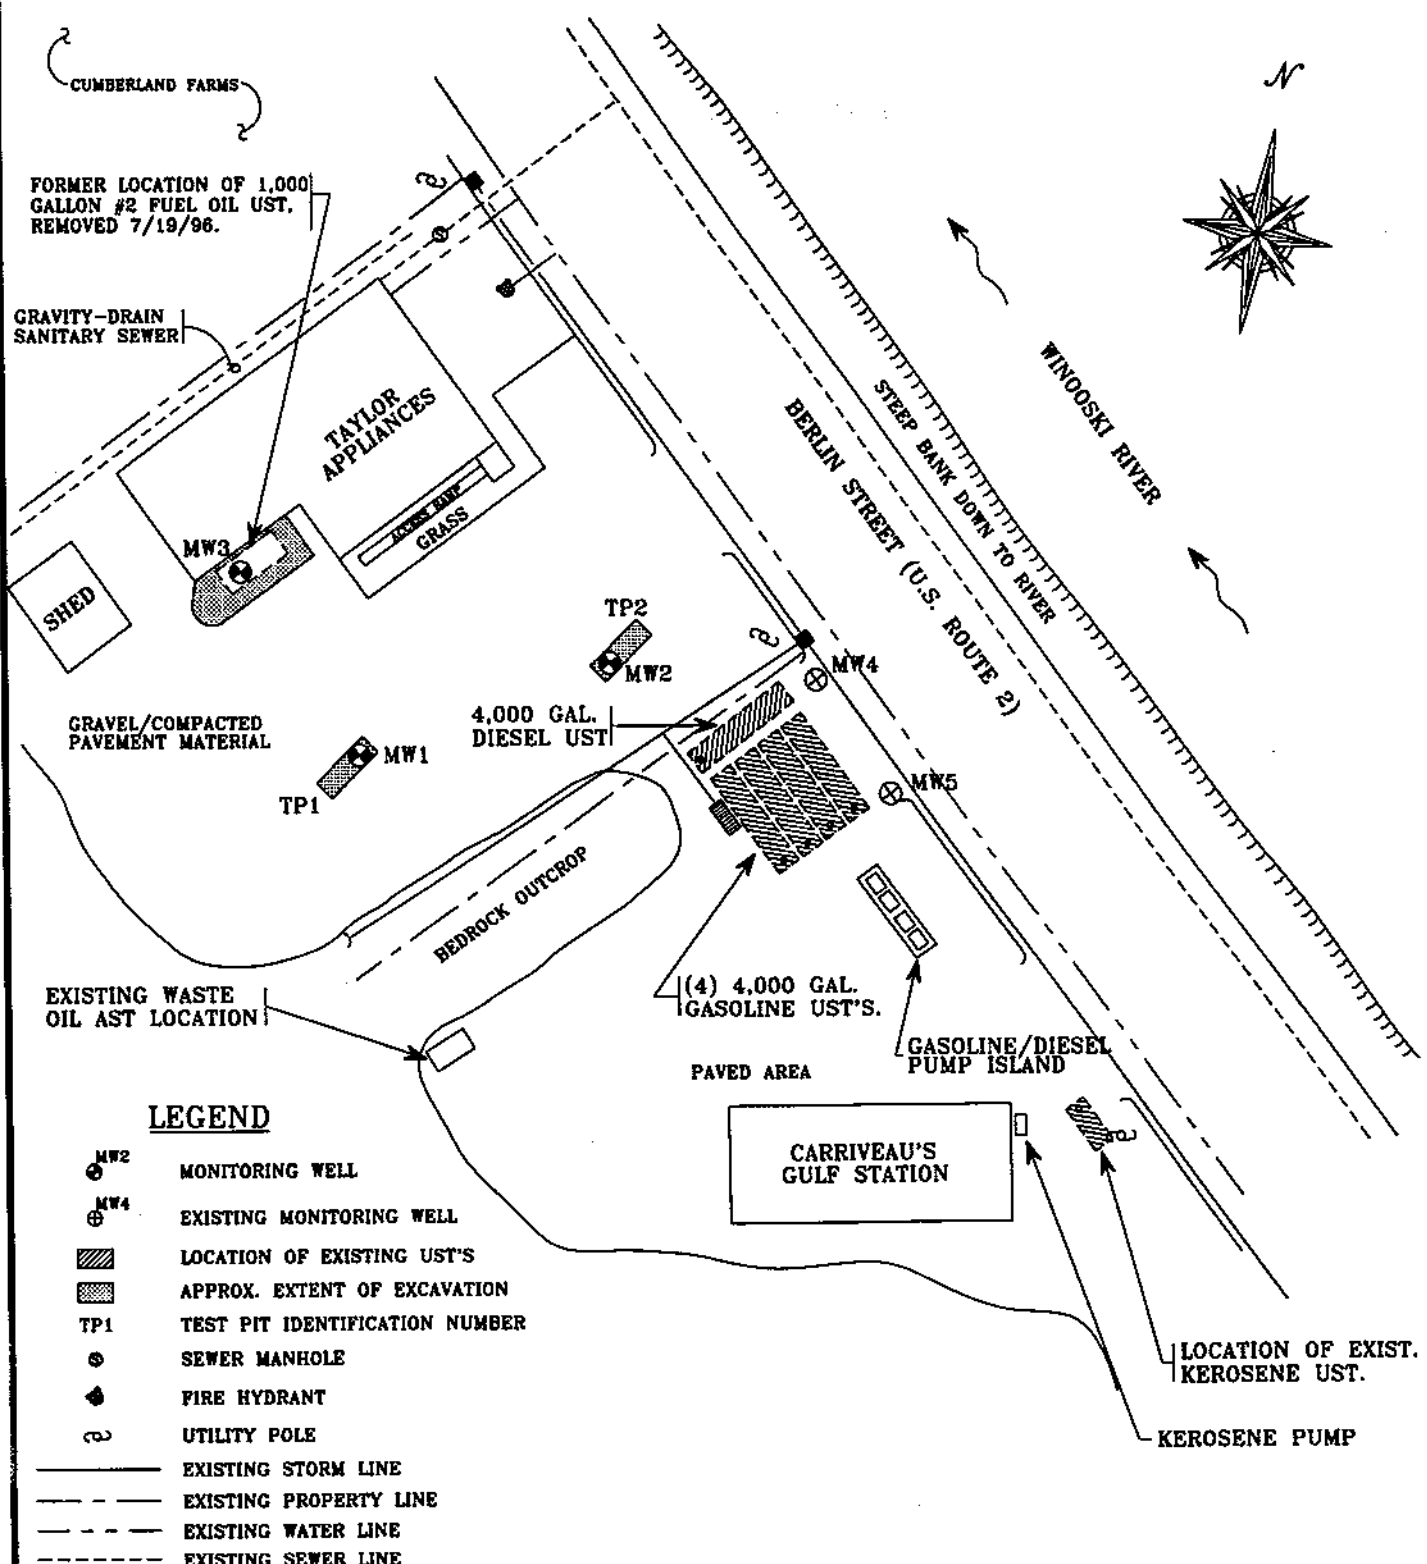 CUMBERLAND FARMS
N
FORMER LOCATION OF 1,000
GALLON #2 FUEL OIL UST,
REMOVED 7/19/96.
GRAVITY-DRAIN
SANITARY SEWER
TAYLOR
APPLIANCES
ACCESS RAMP
GRASS
MW3
SHED
WINOOSKI RIVER
STEEP BANK DOWN TO RIVER
BERLIN STREET (U.S. ROUTE 2)
TP2
MW2
MW4
GRAVEL/COMPACTED
PAVEMENT MATERIAL
4,000 GAL.
DIESEL UST
MW1
TP1
MW5
BEDROCK OUTCROP
EXISTING WASTE
OIL AST LOCATION
(4) 4,000 GAL.
GASOLINE UST'S.
GASOLINE/DIESEL
PUMP ISLAND
PAVED AREA
CARRIVEAU'S
GULF STATION
LOCATION OF EXIST.
KEROSENE UST.
KEROSENE PUMP
LEGEND
MW2
MONITORING WELL
MW4
EXISTING MONITORING WELL
LOCATION OF EXISTING UST'S
APPROX. EXTENT OF EXCAVATION
TP1 TEST PIT IDENTIFICATION NUMBER
S SEWER MANHOLE
FIRE HYDRANT
UTILITY POLE
EXISTING STORM LINE
EXISTING PROPERTY LINE
EXISTING WATER LINE
EXISTING SEWER LINE